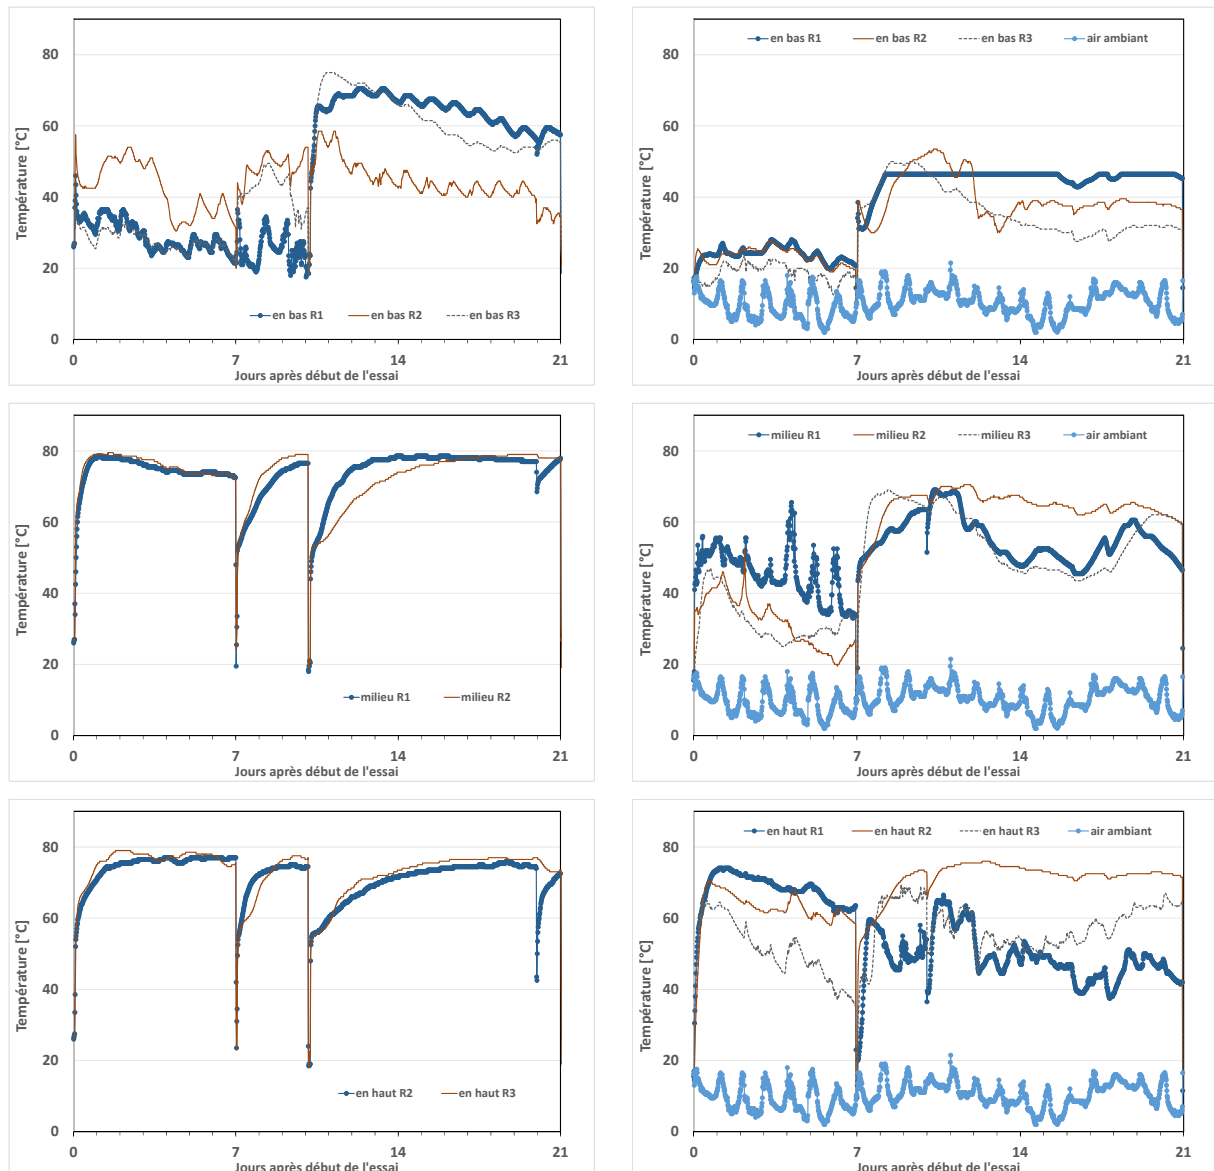 80
60
40
20
0
Température [°C]
en bas R1 en bas R2 en bas R3
0 7 14 21
Jours après début de l'essai
en bas R1 en bas R2 en bas R3 air ambiant
80
60
40
20
0
Température [°C]
0 7 14 21
Jours après début de l'essai
80
60
40
20
0
Température [°C]
milieu R1 milieu R2
0 7 14 21
Jours après début de l'essai
milieu R1 milieu R2 milieu R3 air ambiant
80
60
40
20
0
Température [°C]
0 7 14 21
Jours après début de l'essai
80
60
40
20
0
Température [°C]
en haut R2 en haut R3
0 7 14 21
Jours après début de l'essai
en haut R1 en haut R2 en haut R3 air ambiant
80
60
40
20
0
Température [°C]
0 7 14 21
Jours après début de l'essai